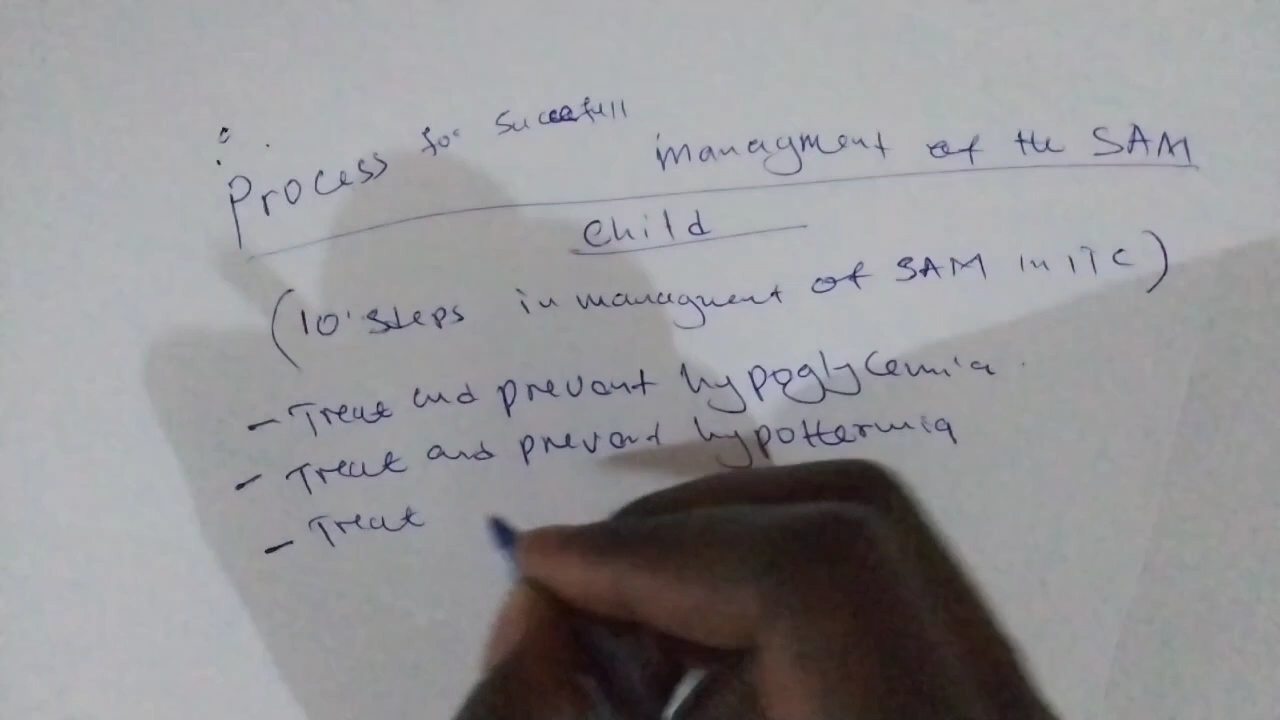 Process for Succesfull managment of the SAM
child
(10 steps in managment of SAM in ITC)
- Treat and prevent hypoglycemia.
- Treat and prevent hypothermia
- Treat